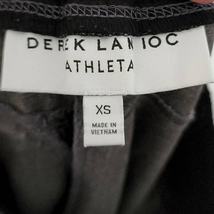 DEREK LAM 10C
ATHLETA
XS
MADE IN
VIETNAM